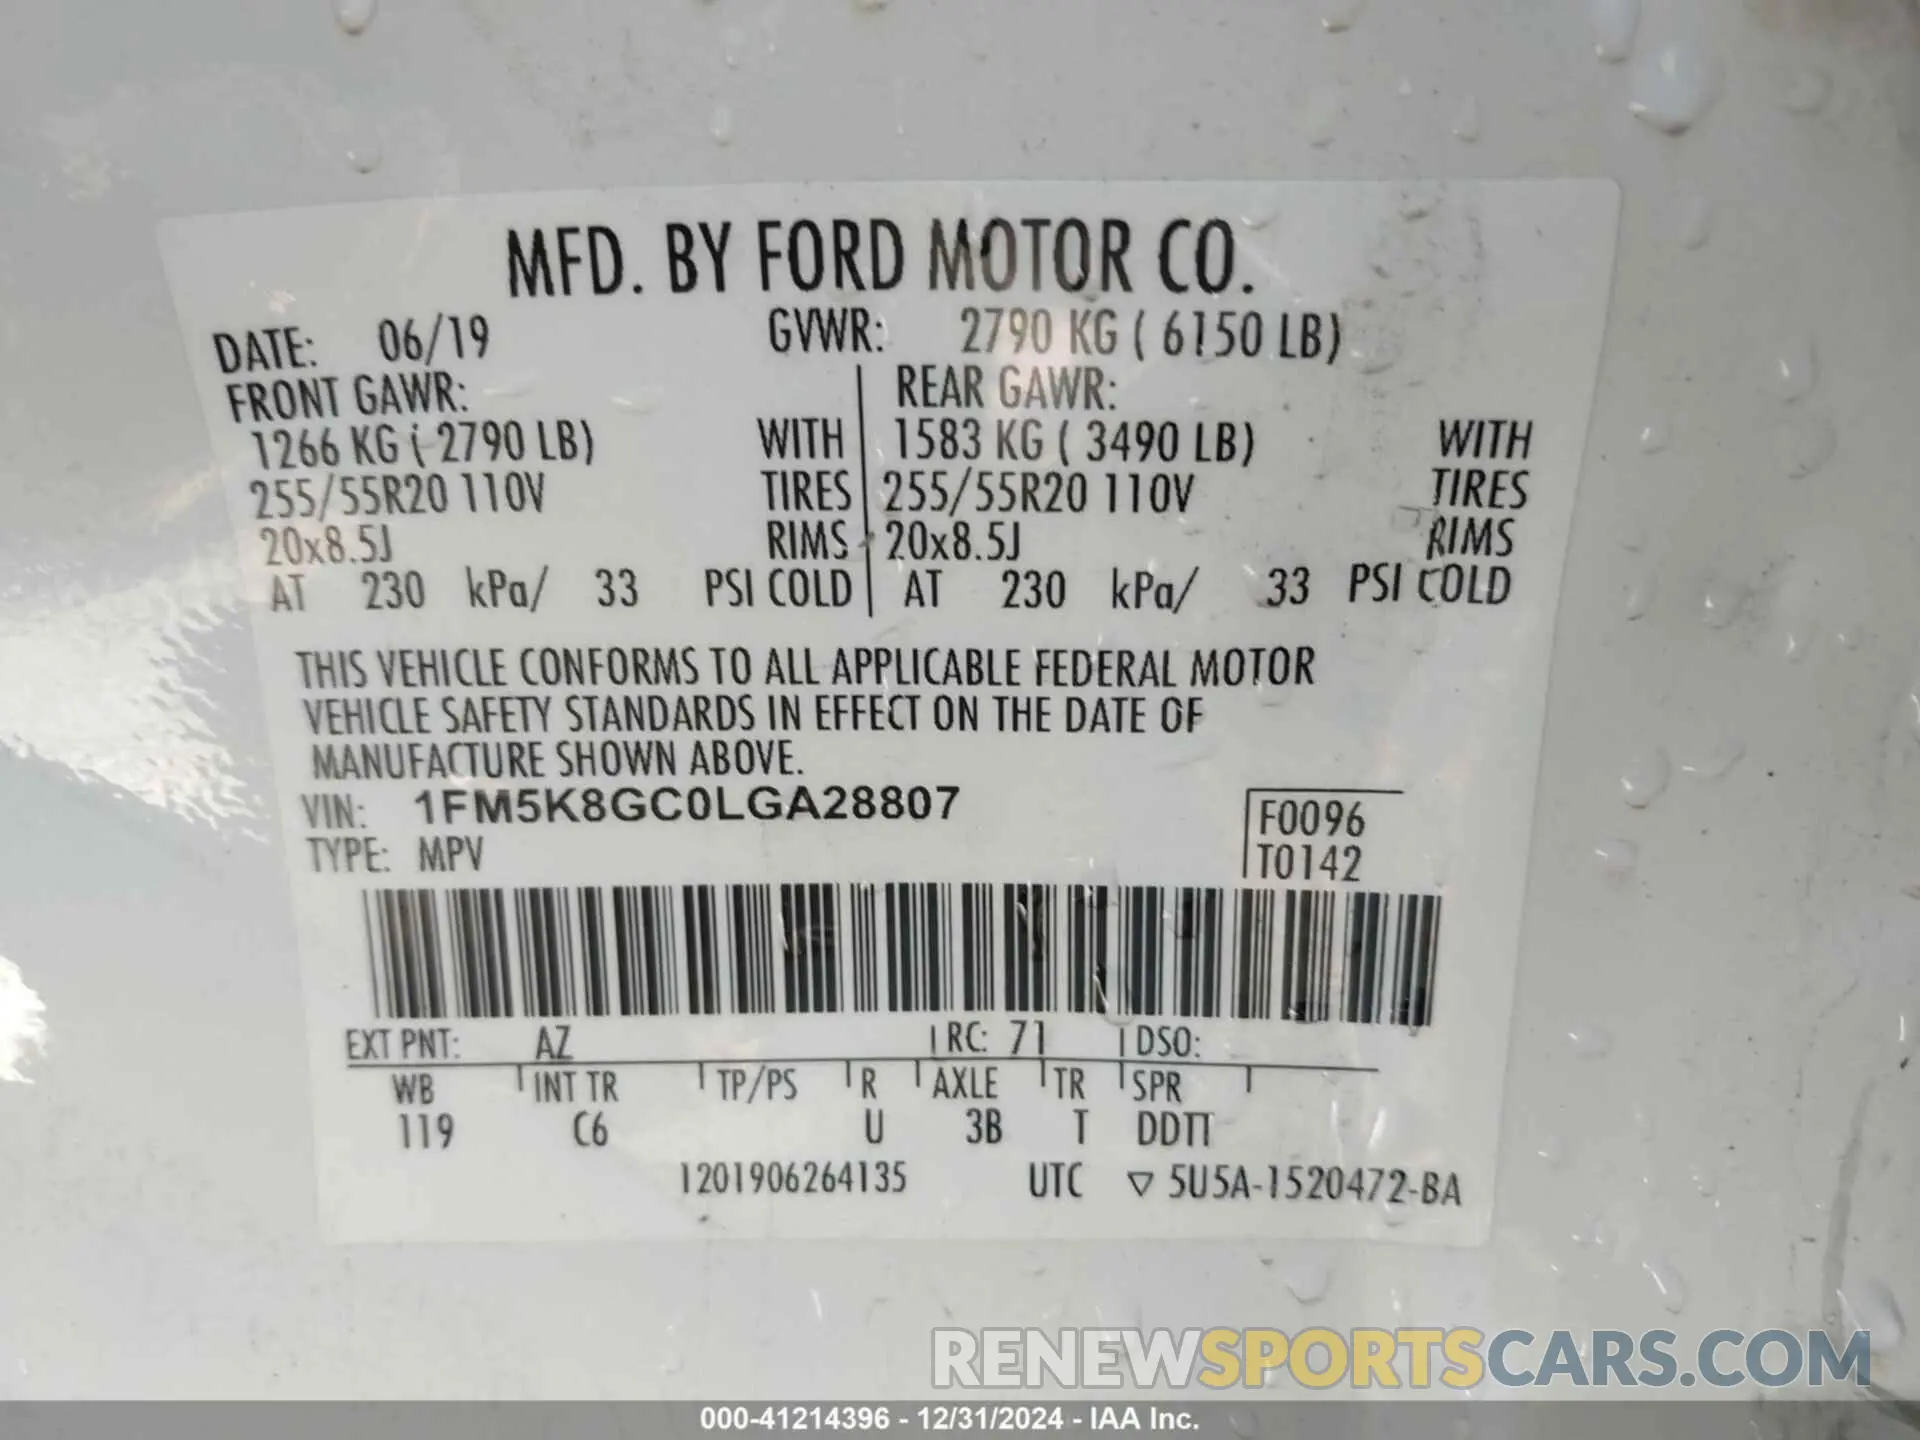 MFD. BY FORD MOTOR CO.
DATE: 06/19 GVWR: 2790 KG ( 6150 LB)
FRONT GAWR: REAR GAWR:
1266 KG ( 2790 LB) WITH 1583 KG ( 3490 LB) WITH
255/55R20 110V TIRES 255/55R20 110V TIRES
20x8.5J RIMS 20x8.5J RIMS
AT 230 kPa/ 33 PSI COLD AT 230 kPa/ 33 PSI COLD
THIS VEHICLE CONFORMS TO ALL APPLICABLE FEDERAL MOTOR
VEHICLE SAFETY STANDARDS IN EFFECT ON THE DATE OF
MANUFACTURE SHOWN ABOVE.
VIN: 1FM5K8GC0LGA28807 F0096
TYPE: MPV T0142
EXT PNT: AZ RC: 71 DSO:
WB INT TR TP/PS R AXLE TR SPR
119 C6 U 3B T DDTT
1201906264135 UTC ▽ 5U5A-1520472-BA
RENEWSPORTSCARS.COM
000-41214396 - 12/31/2024 - IAA Inc.